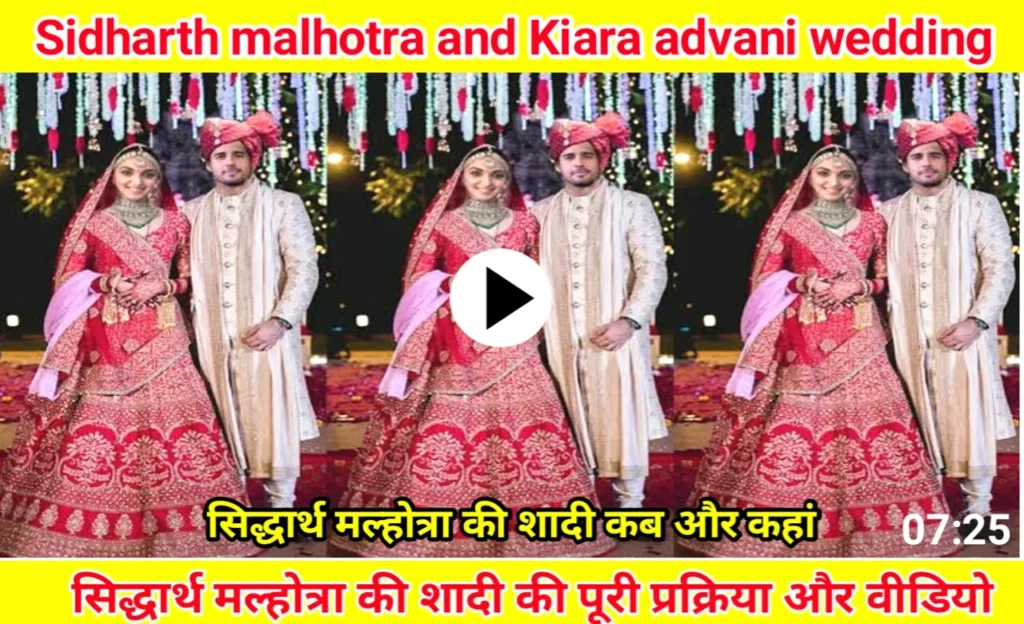 Sidharth malhotra and Kiara advani wedding
सिद्धार्थ मल्होत्रा की शादी कब और कहां
07:25
सिद्धार्थ मल्होत्रा की शादी की पूरी प्रक्रिया और वीडियो